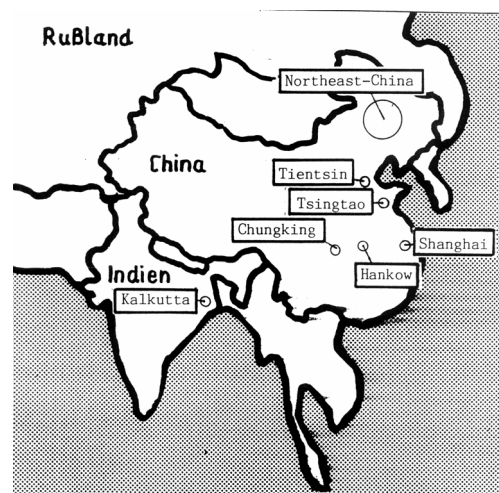 RußLand
Northeast-China
China
Tientsin
Tsingtao
Chungking
Shanghai
Hankow
Indien
Kalkutta